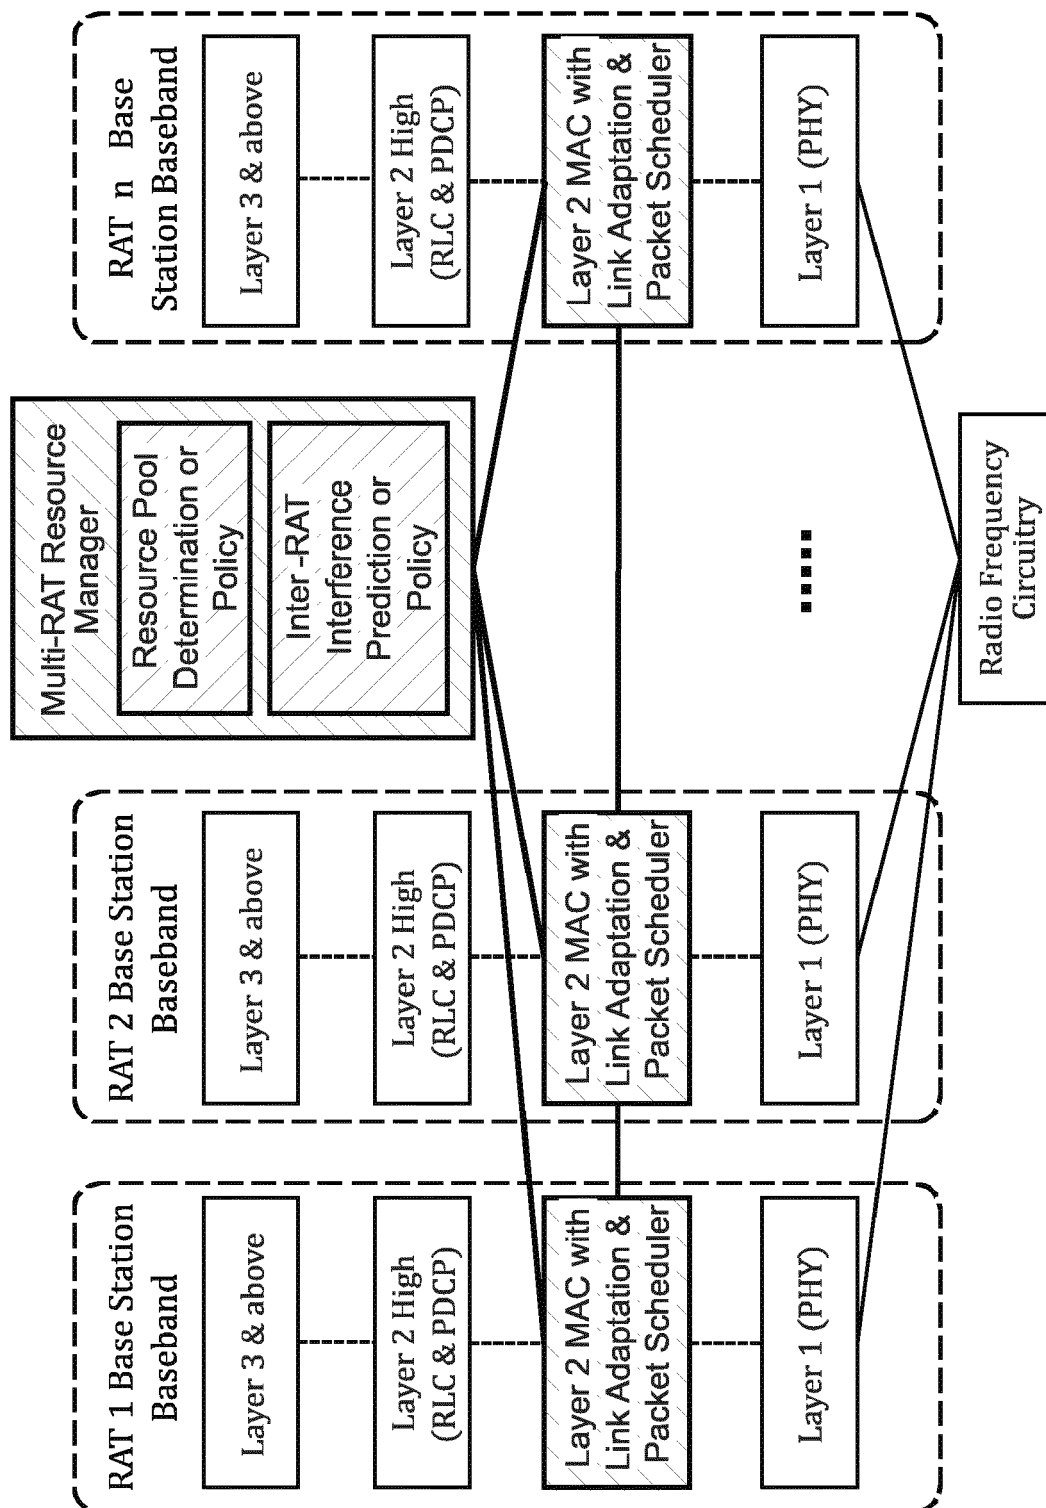 RAT 1 Base Station
Baseband
Layer 3 & above
Layer 2 High
(RLC & PDCP)
Layer 2 MAC with
Link Adaptation &
Packet Scheduler
Layer 1 (PHY)
RAT 2 Base Station
Baseband
Layer 3 & above
Layer 2 High
(RLC & PDCP)
Layer 2 MAC with
Link Adaptation &
Packet Scheduler
Layer 1 (PHY)
Multi-RAT Resource
Manager
Resource Pool
Determination or
Policy
Inter -RAT
Interference
Prediction or
Policy
......
RAT n Base
Station Baseband
Layer 3 & above
Layer 2 High
(RLC & PDCP)
Layer 2 MAC with
Link Adaptation &
Packet Scheduler
Layer 1 (PHY)
Radio Frequency
Circuitry